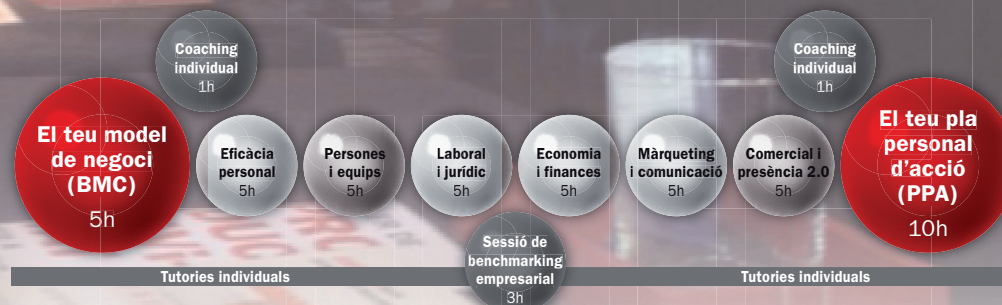 Coaching
individual
1h
Coaching
individual
1h
El teu model
de negoci
(BMC)
5h
Eficàcia
personal
5h
Persones
i equips
5h
Laboral
i jurídic
5h
Economia
i finances
5h
Màrqueting
i comunicació
5h
Comercial i
presència 2.0
5h
El teu pla
personal
d'acció
(PPA)
10h
Sessió de
benchmarking
empresarial
3h
Tutories individuals
Tutories individuals